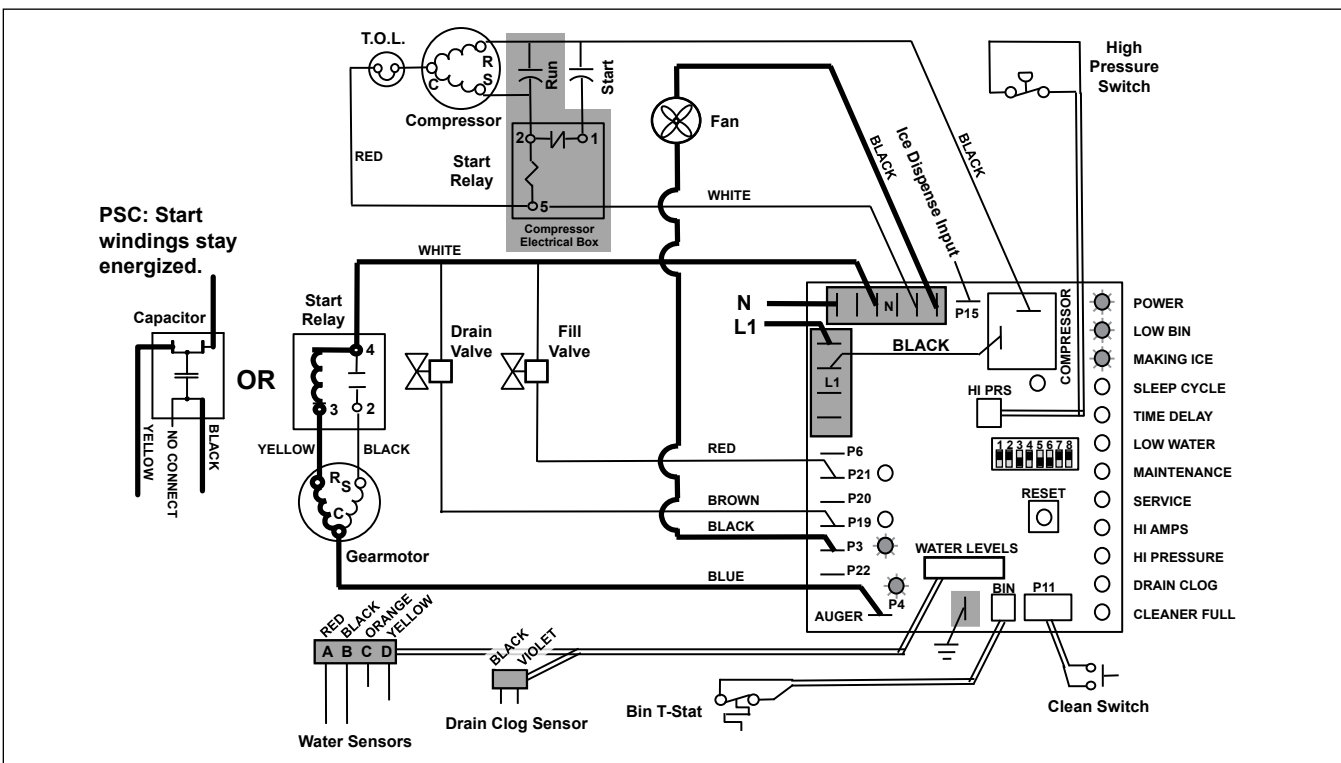 T.O.L.
R
S
C
Compressor
Run
Start
2
1
Start
Relay
5
Compressor
Electrical Box
RED
WHITE
Fan
BLACK
Ice Dispense Input
BLACK
High
Pressure
Switch
PSC: Start
windings stay
energized.
Capacitor
YELLOW
NO CONNECT
BLACK
OR
WHITE
Start
Relay
4
3
2
YELLOW
BLACK
R
S
C
Gearmotor
Drain
Valve
Fill
Valve
N
L1
N
P15
BLACK
L1
COMPRESSOR
HI PRS
1 2 3 4 5 6 7 8
RESET
RED
BROWN
BLACK
BLUE
P6
P21
P20
P19
P3
P22
P4
AUGER
WATER LEVELS
BIN
P11
POWER
LOW BIN
MAKING ICE
SLEEP CYCLE
TIME DELAY
LOW WATER
MAINTENANCE
SERVICE
HI AMPS
HI PRESSURE
DRAIN CLOG
CLEANER FULL
RED
BLACK
ORANGE
YELLOW
A B C D
Water Sensors
BLACK
VIOLET
Drain Clog Sensor
Bin T-Stat
Clean Switch